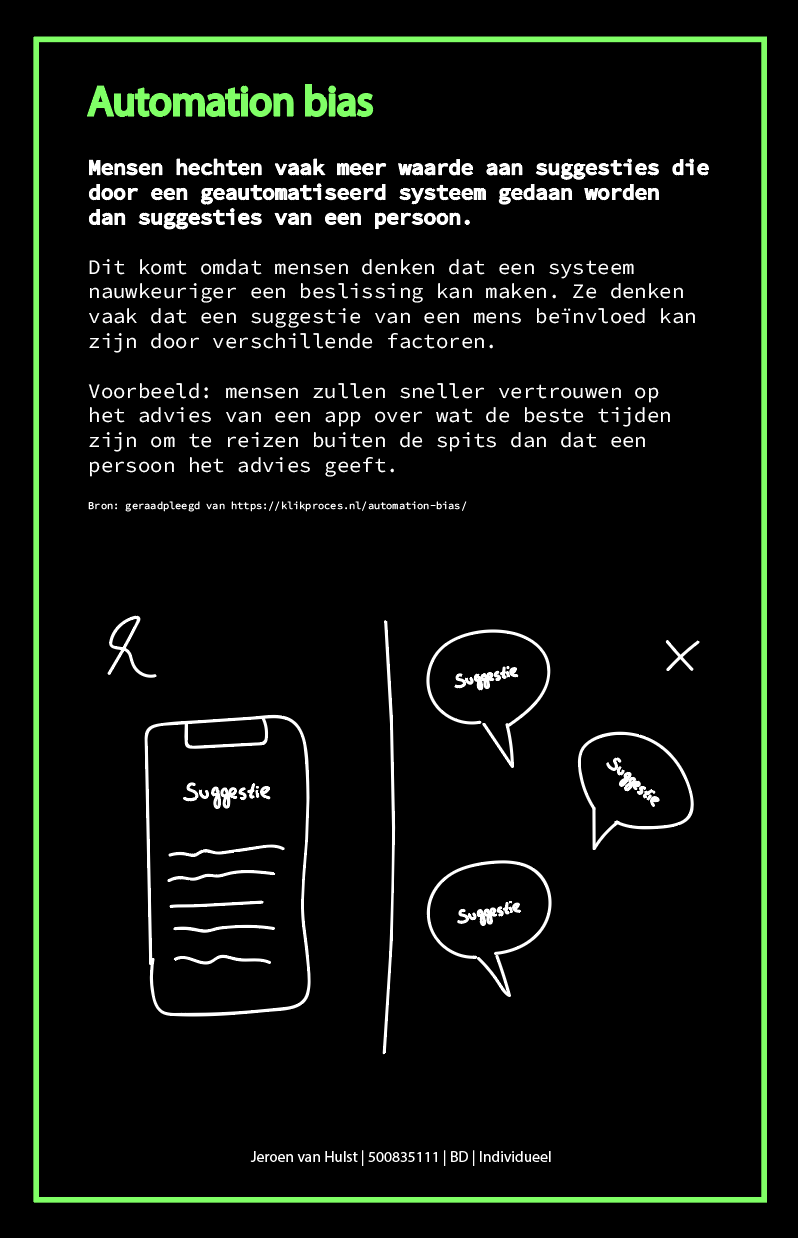 Automation bias
Mensen hechten vaak meer waarde aan suggesties die
door een geautomatiseerd systeem gedaan worden
dan suggesties van een persoon.
Dit komt omdat mensen denken dat een systeem
nauwkeuriger een beslissing kan maken. Ze denken
vaak dat een suggestie van een mens beïnvloed kan
zijn door verschillende factoren.
Voorbeeld: mensen zullen sneller vertrouwen op
het advies van een app over wat de beste tijden
zijn om te reizen buiten de spits dan dat een
persoon het advies geeft.
Bron: geraadpleegd van https://klikproces.nl/automation-bias/
Suggestie
Suggestie
Suggestie
Suggestie
Jeroen van Hulst | 500835111 | BD | Individueel